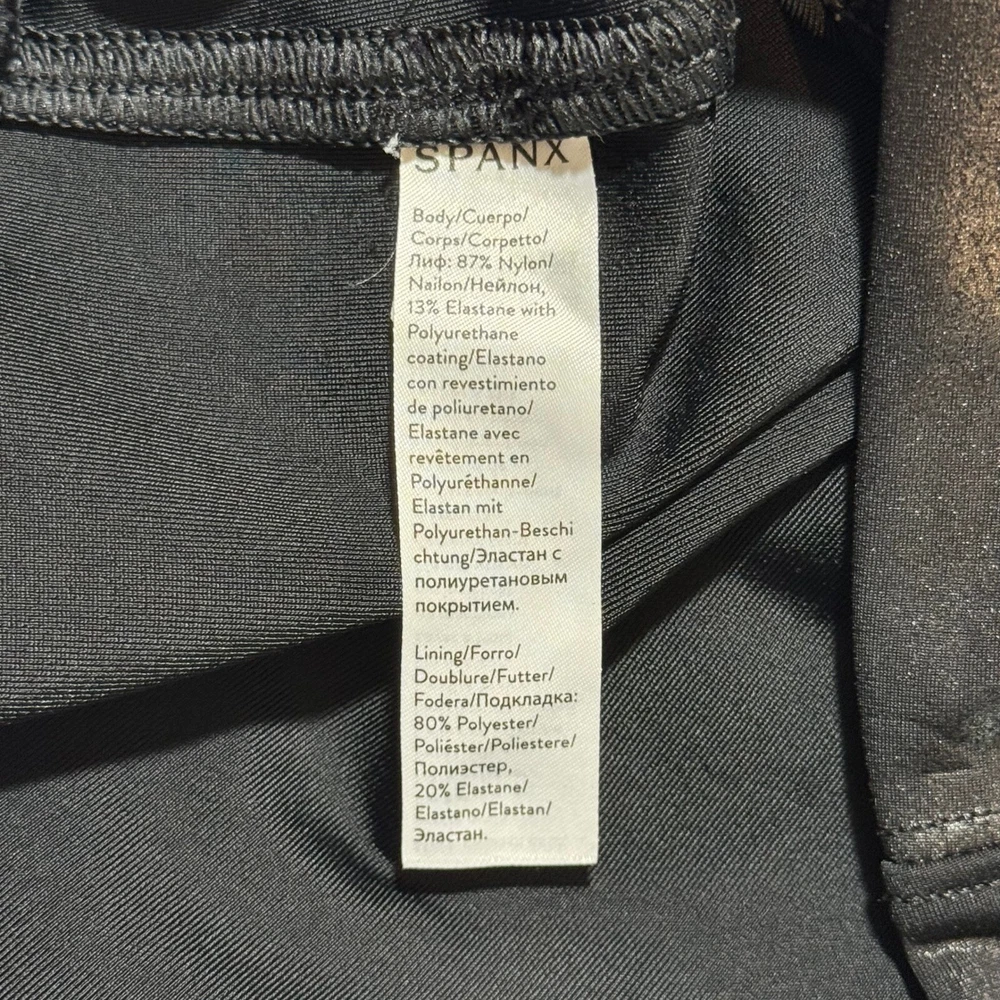 SPANX
Body/Cuerpo/
Corps/Corpetto/
Лиф: 87% Nylon/
Nailon/Нейлон,
13% Elastane with
Polyurethane
coating/Elastano
con revestimiento
de poliuretano/
Elastane avec
revêtement en
Polyuréthanne/
Elastan mit
Polyurethan-Beschi
chtung/Эластан с
полиуретановым
покрытием.
Lining/Forro/
Doublure/Futter/
Fodera/Подкладка:
80% Polyester/
Poliéster/Poliestere/
Полиэстер,
20% Elastane/
Elastano/Elastan/
Эластан.